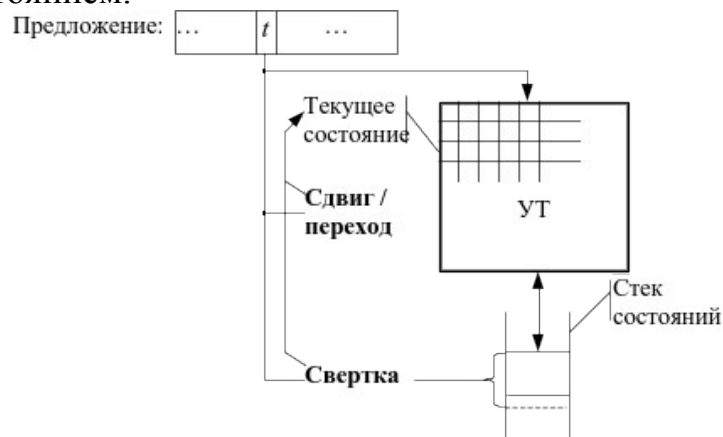 Предложение: ... t ...
Текущее
состояние
Сдвиг /
переход
УТ
Стек
состояний
Свертка